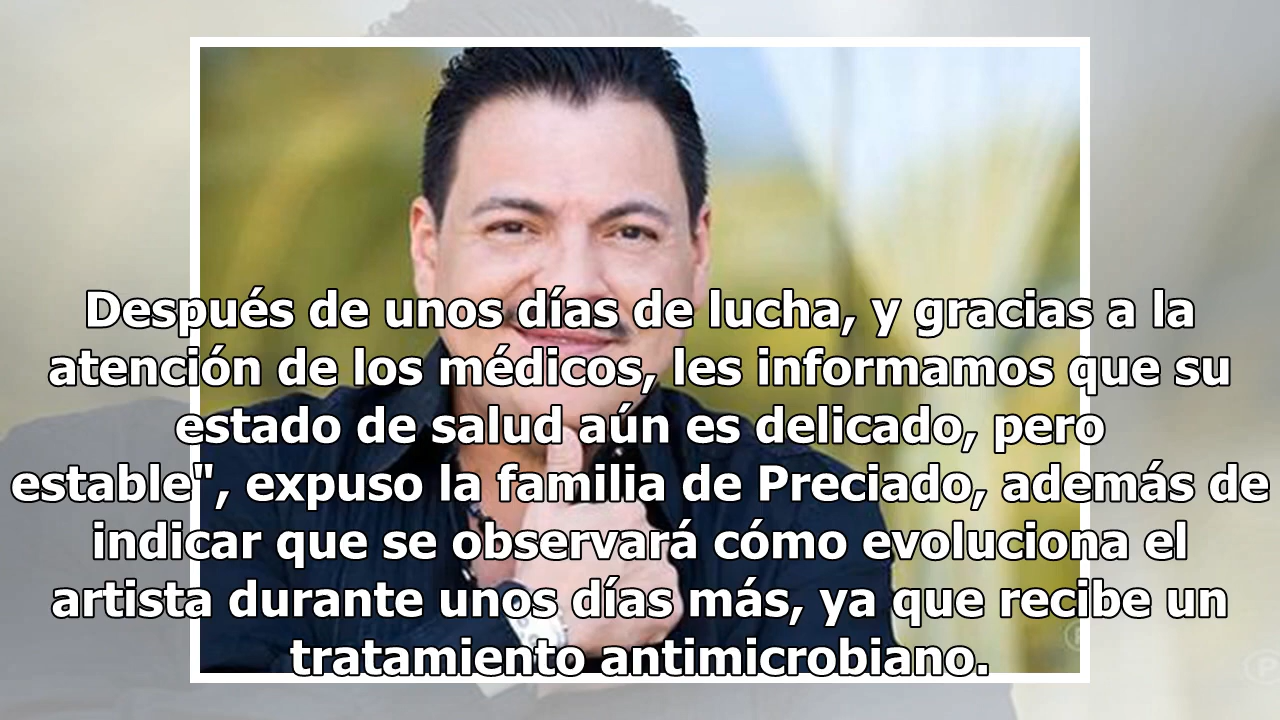 Después de unos días de lucha, y gracias a la
atención de los médicos, les informamos que su
estado de salud aún es delicado, pero
estable", expuso la familia de Preciado, además de
indicar que se observará cómo evoluciona el
artista durante unos días más, ya que recibe un
tratamiento antimicrobiano.